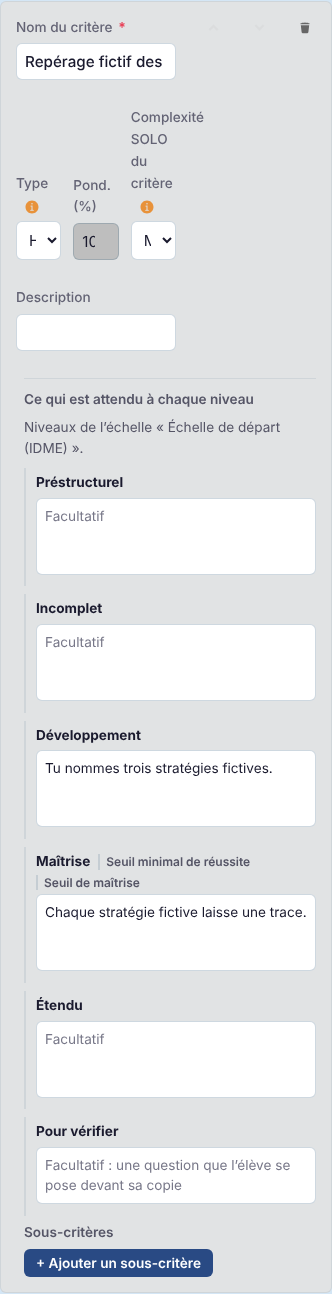 Nom du critère *
Repérage fictif des
Complexité
SOLO
du
critère
Type
Pond.
(%)
Description
Ce qui est attendu à chaque niveau
Niveaux de l'échelle « Échelle de départ
(IDME) ».
Préstructurel
Facultatif
Incomplet
Facultatif
Développement
Tu nommes trois stratégies fictives.
Maîtrise | Seuil minimal de réussite
| Seuil de maîtrise
Chaque stratégie fictive laisse une trace.
Étendu
Facultatif
Pour vérifier
Facultatif : une question que l'élève se
pose devant sa copie
Sous-critères
+ Ajouter un sous-critère